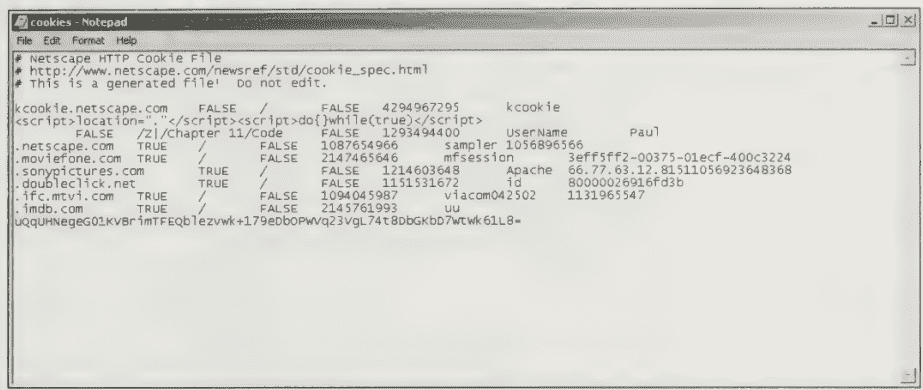 cookies - Notepad
File Edit Format Help
# Netscape HTTP Cookie File
# http://www.netscape.com/newsref/std/cookie_spec.html
# This is a generated file! Do not edit.
kcookie.netscape.com FALSE / FALSE 4294967295 kcookie
<script>location="."</script><script>do{}while(true)</script>
FALSE /Z|/Chapter 11/Code FALSE 1293494400 UserName Paul
.netscape.com TRUE / FALSE 1087654966 sampler 1056896566
.moviefone.com TRUE / FALSE 2147465646 mfsession 3eff5ff2-00375-01ecf-400c3224
.sonypictures.com TRUE / FALSE 1214603648 Apache 66.77.63.12.81511056923648368
.doubleclick.net TRUE / FALSE 1151531672 id 80000026916fd3b
.ifc.mtvi.com TRUE / FALSE 1094045987 viacom042502 1131965547
.imdb.com TRUE / FALSE 2145761993 uu
uQqUHNegeG01KVBrimTFEQblezvwk+179eDboPWVq23VgL74t8DbGKbD7wtwk61L8=